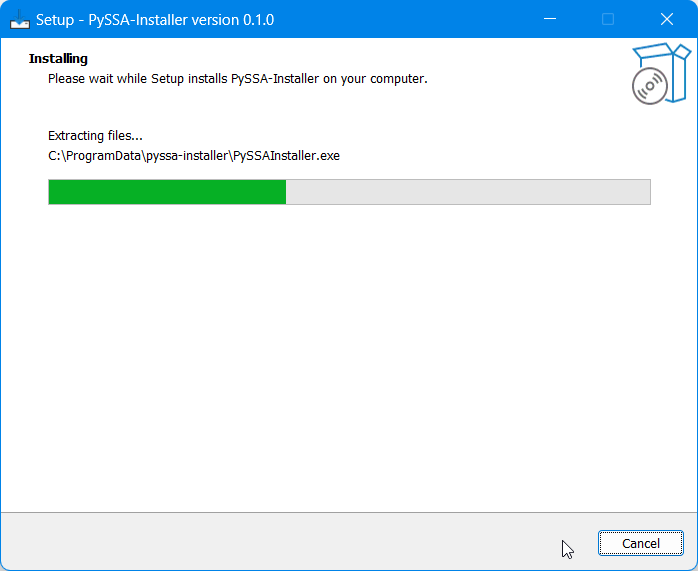 Setup - PySSA-Installer version 0.1.0
Installing
Please wait while Setup installs PySSA-Installer on your computer.
Extracting files...
C:\ProgramData\pyssa-installer\PySSAInstaller.exe
Cancel